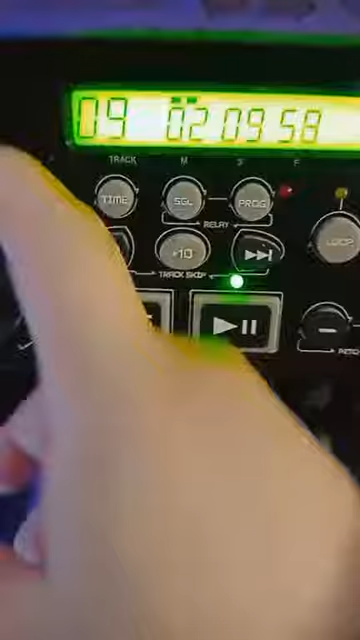 09 02 09 58
TRACK M S F
TIME SGL PROG
RELAY LOOP
+10
TRACK SKIP